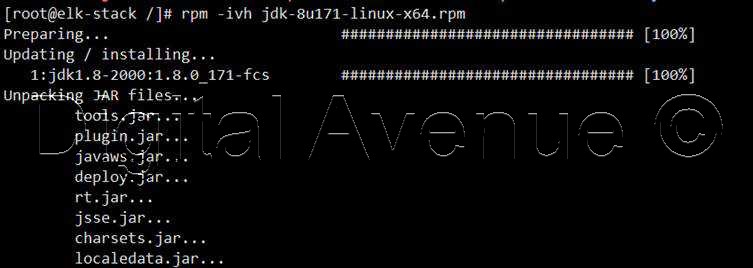 [root@elk-stack /]# rpm -ivh jdk-8u171-linux-x64.rpm
Preparing...                          ################################# [100%]
Updating / installing...
   1:jdk1.8-2000:1.8.0_171-fcs        ################################# [100%]
Unpacking JAR files...
        tools.jar...
        plugin.jar...
        javaws.jar...
        deploy.jar...
        rt.jar...
        jsse.jar...
        charsets.jar...
        localedata.jar...
Digital Avenue ©